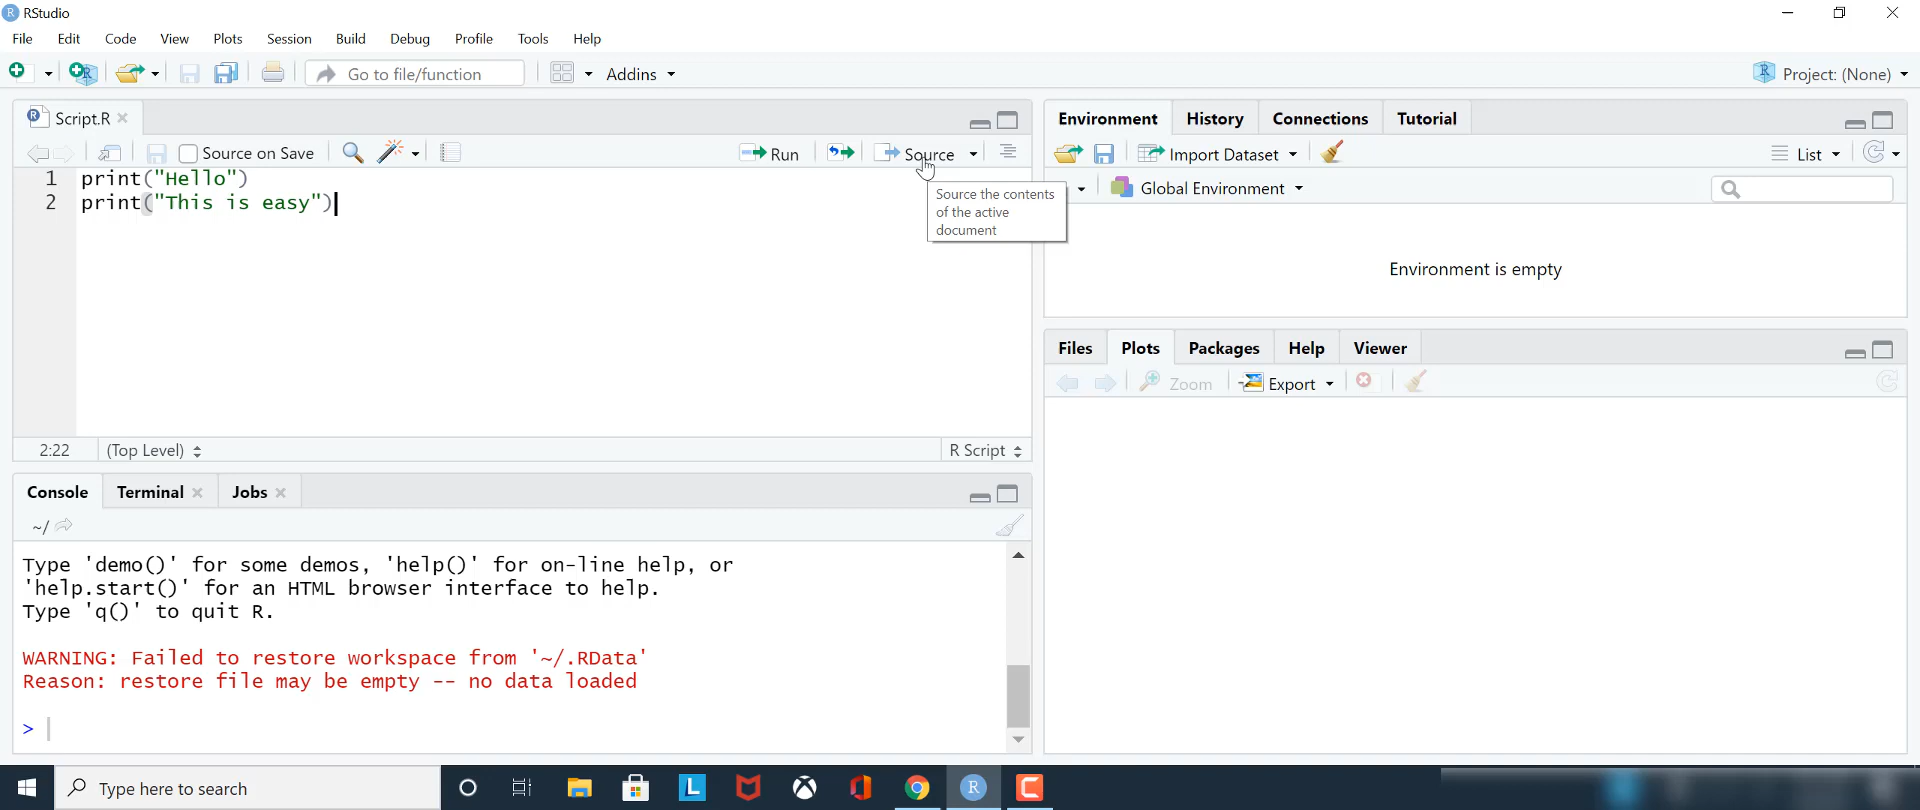 RStudio
File Edit Code View Plots Session Build Debug Profile Tools Help
Go to file/function Addins Project: (None)
Script.R
Source on Save Run Source
1 print("Hello")
2 print("This is easy")
Source the contents
of the active
document
2:22 (Top Level) R Script
Console Terminal Jobs
~/
Type 'demo()' for some demos, 'help()' for on-line help, or
'help.start()' for an HTML browser interface to help.
Type 'q()' to quit R.
WARNING: Failed to restore workspace from '~/.RData'
Reason: restore file may be empty -- no data loaded
>
Environment History Connections Tutorial
Import Dataset List
Global Environment
Environment is empty
Files Plots Packages Help Viewer
Zoom Export
Type here to search